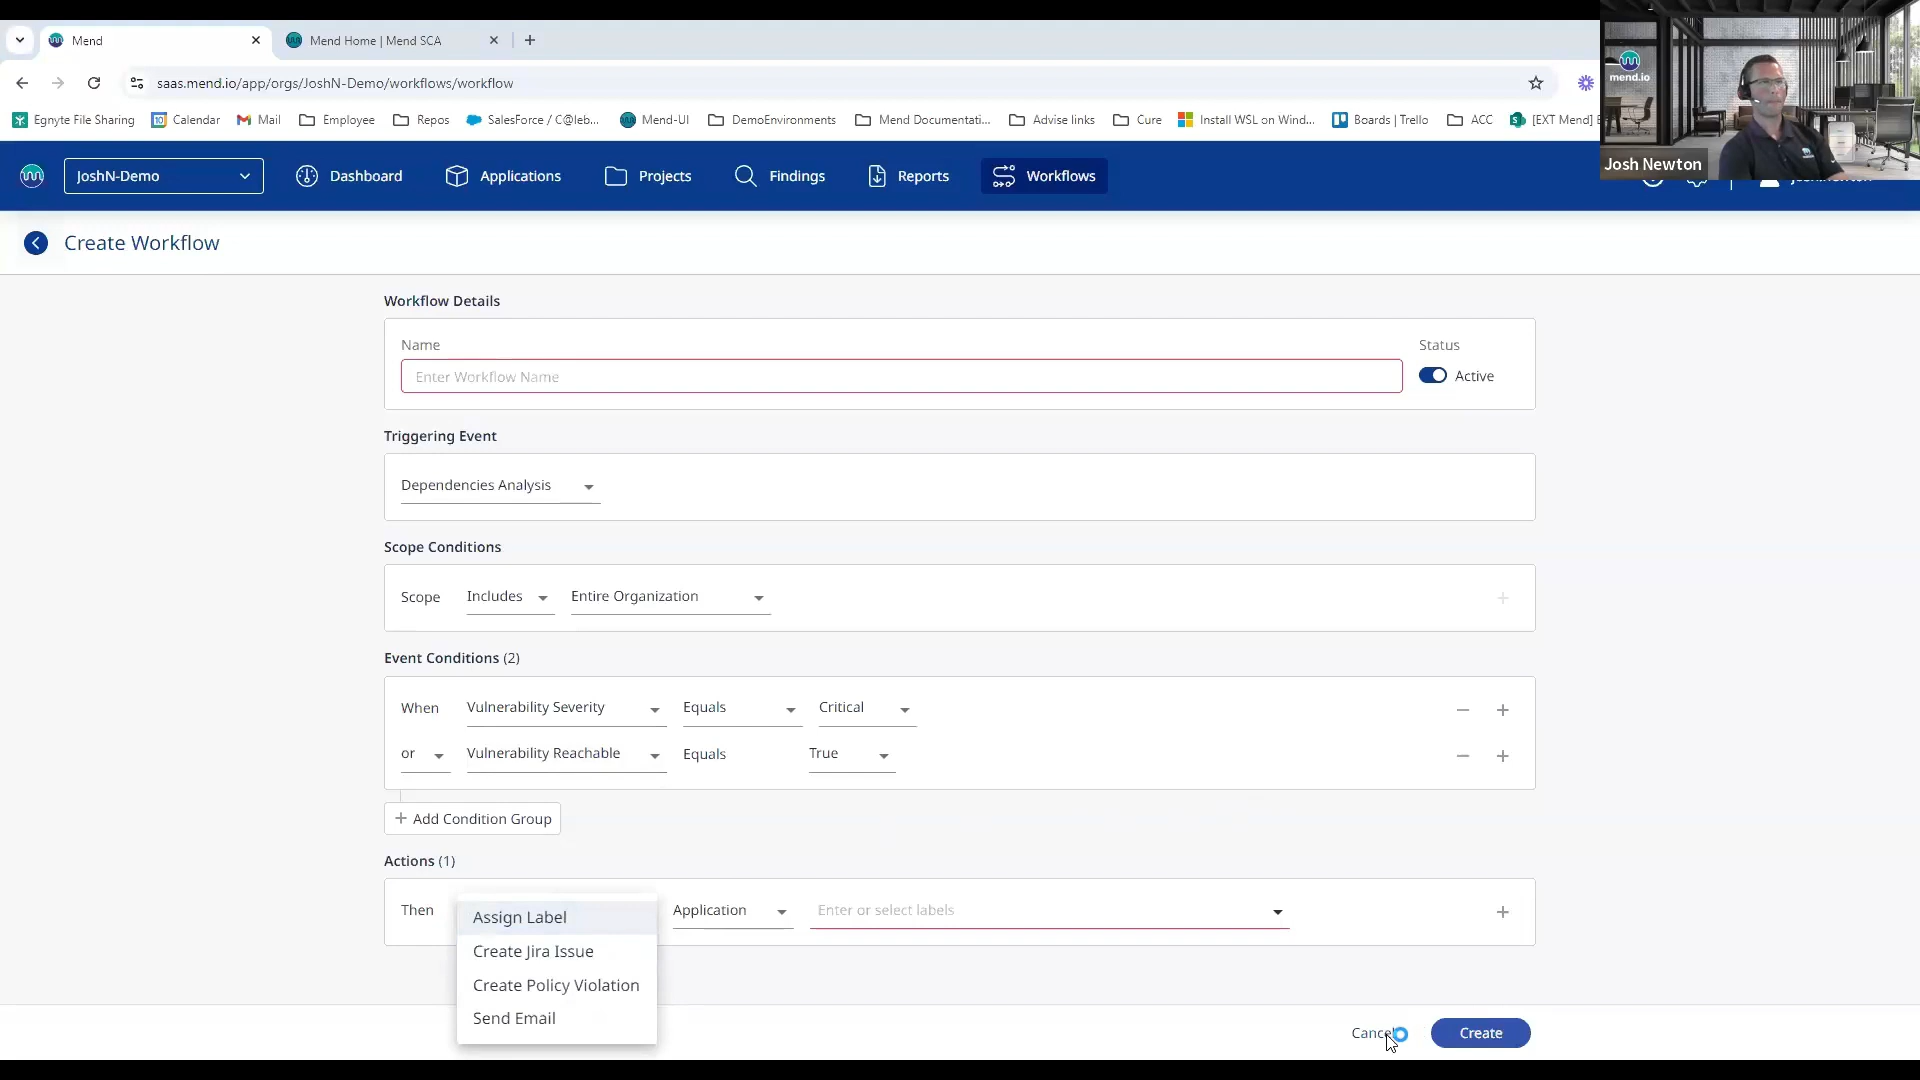 Mend
Mend Home | Mend SCA
saas.mend.io/app/orgs/JoshN-Demo/workflows/workflow
Egnyte File Sharing
Calendar
Mail
Employee
Repos
SalesForce / C@leb...
Mend-UI
DemoEnvironments
Mend Documentati...
Advise links
Cure
Install WSL on Wind...
Boards | Trello
ACC
[EXT Mend]
mend.io
Josh Newton
JoshN-Demo
Dashboard
Applications
Projects
Findings
Reports
Workflows
Create Workflow
Workflow Details
Name
Status
Enter Workflow Name
Active
Triggering Event
Dependencies Analysis
Scope Conditions
Scope Includes Entire Organization
Event Conditions (2)
When Vulnerability Severity Equals Critical
or Vulnerability Reachable Equals True
+ Add Condition Group
Actions (1)
Then Application Enter or select labels
Assign Label
Create Jira Issue
Create Policy Violation
Send Email
Cancel
Create